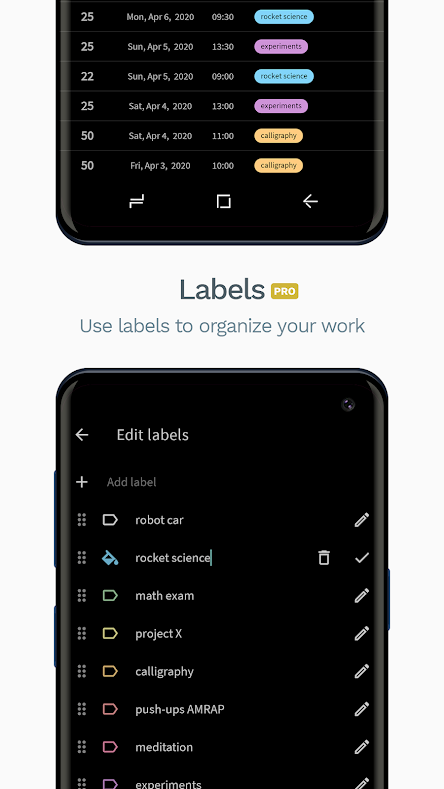 25 Mon, Apr 6, 2020 09:30 rocket science
25 Sun, Apr 5, 2020 13:30 experiments
22 Sun, Apr 5, 2020 09:00 rocket science
25 Sat, Apr 4, 2020 13:00 experiments
50 Sat, Apr 4, 2020 11:00 calligraphy
50 Fri, Apr 3, 2020 10:00 calligraphy
Labels PRO
Use labels to organize your work
Edit labels
Add label
robot car
rocket science
math exam
project X
calligraphy
push-ups AMRAP
meditation
experiments